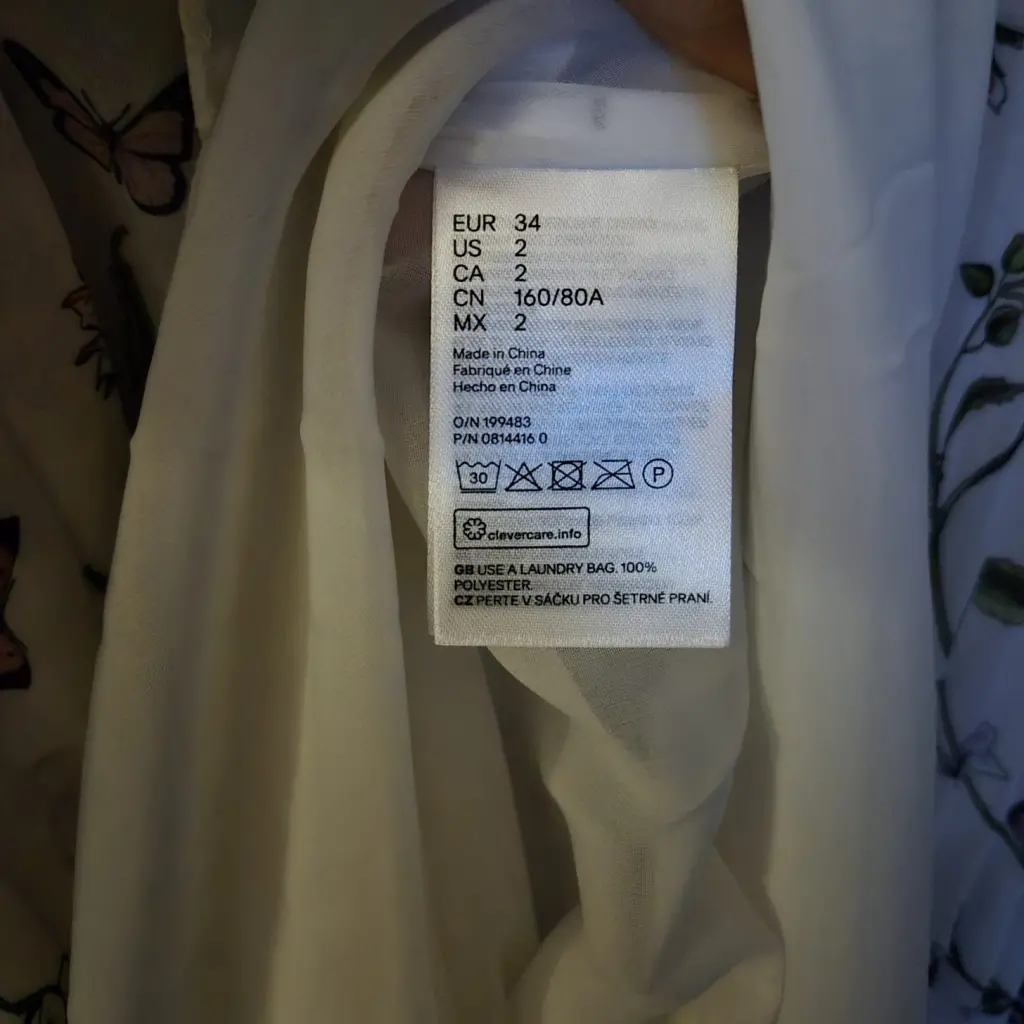 EUR 34
US 2
CA 2
CN 160/80A
MX 2
Made in China
Fabriqué en Chine
Hecho en China
O/N 199483
P/N 0814416 0
30 P
clevercare.info
GB USE A LAUNDRY BAG. 100%
POLYESTER.
CZ PERTE V SÁČKU PRO ŠETRNÉ PRANÍ.